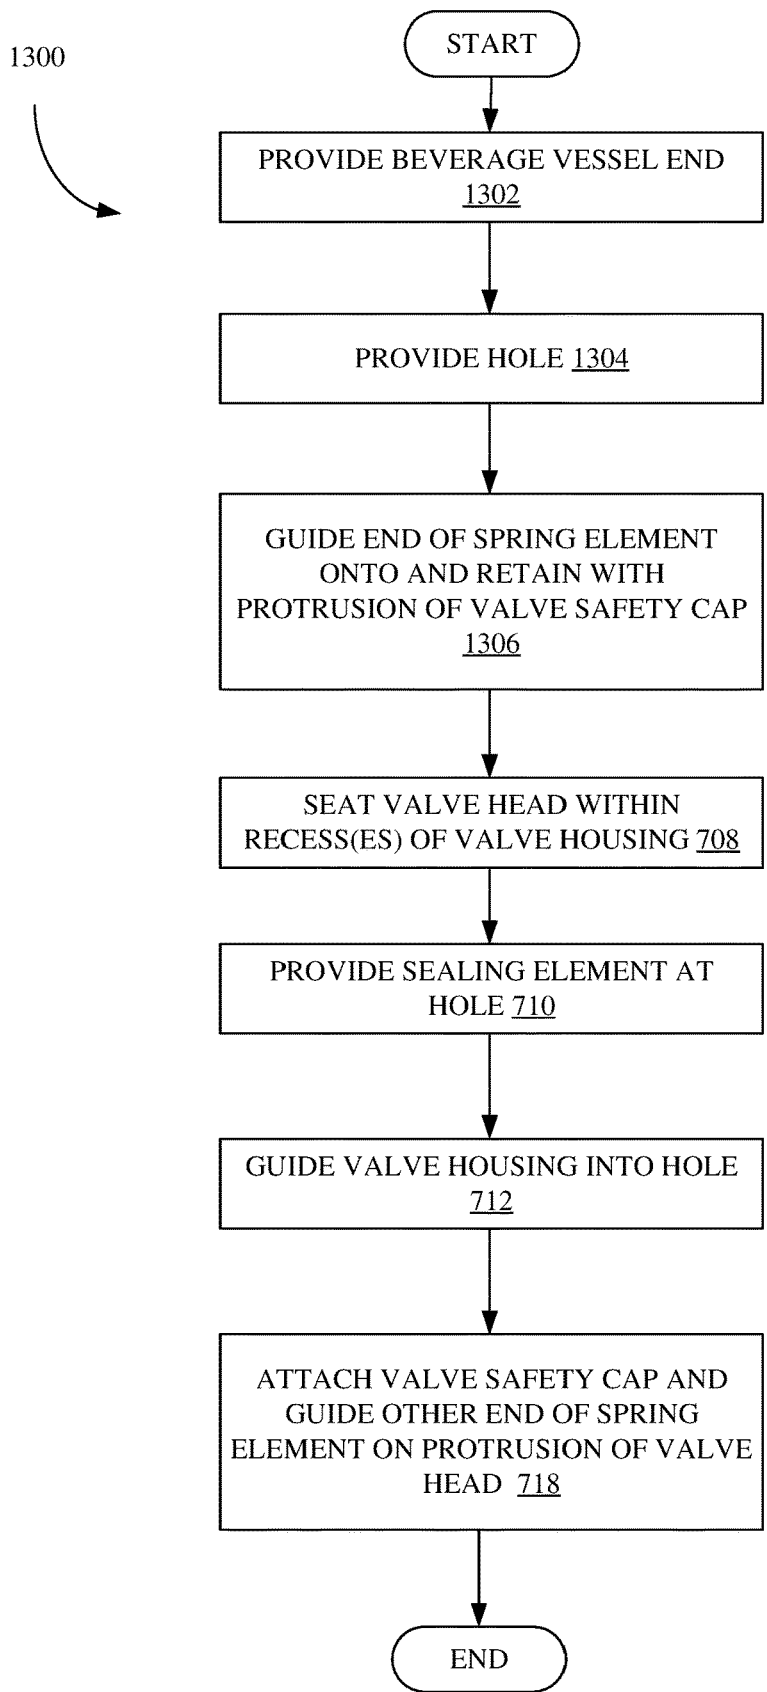 START
1300
PROVIDE BEVERAGE VESSEL END
1302
PROVIDE HOLE 1304
GUIDE END OF SPRING ELEMENT
ONTO AND RETAIN WITH
PROTRUSION OF VALVE SAFETY CAP
1306
SEAT VALVE HEAD WITHIN
RECESS(ES) OF VALVE HOUSING 708
PROVIDE SEALING ELEMENT AT
HOLE 710
GUIDE VALVE HOUSING INTO HOLE
712
ATTACH VALVE SAFETY CAP AND
GUIDE OTHER END OF SPRING
ELEMENT ON PROTRUSION OF VALVE
HEAD 718
END